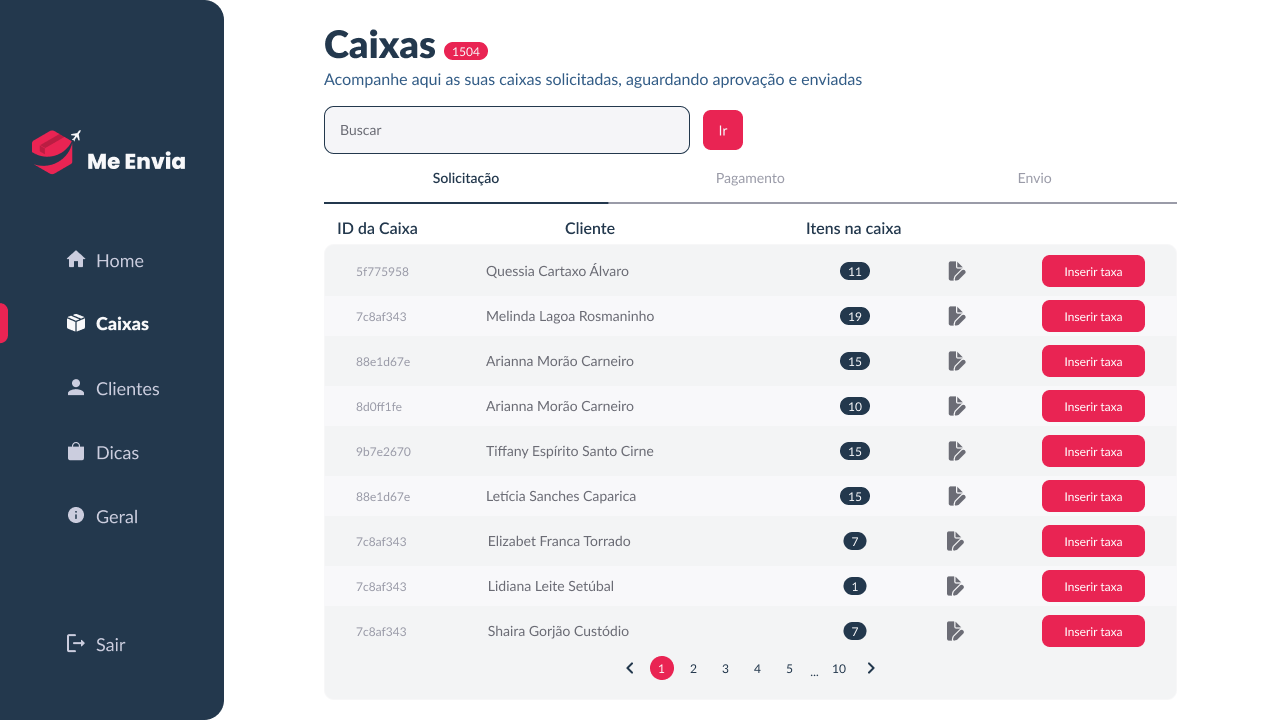 Me Envia
Home
Caixas
Clientes
Dicas
Geral
Sair
Caixas 1504
Acompanhe aqui as suas caixas solicitadas, aguardando aprovação e enviadas
Buscar Ir
Solicitação Pagamento Envio
ID da Caixa Cliente Itens na caixa
5f775958 Quessia Cartaxo Álvaro 11 Inserir taxa
7c8af343 Melinda Lagoa Rosmaninho 19 Inserir taxa
88e1d67e Arianna Morão Carneiro 15 Inserir taxa
8d0ff1fe Arianna Morão Carneiro 10 Inserir taxa
9b7e2670 Tiffany Espírito Santo Cirne 15 Inserir taxa
88e1d67e Letícia Sanches Caparica 15 Inserir taxa
7c8af343 Elizabet Franca Torrado 7 Inserir taxa
7c8af343 Lidiana Leite Setúbal 1 Inserir taxa
7c8af343 Shaira Gorjão Custódio 7 Inserir taxa
1 2 3 4 5 ... 10